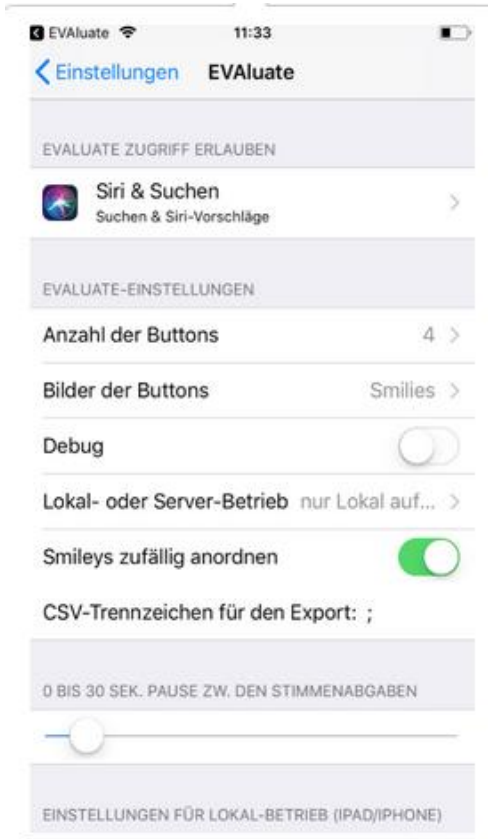 EVAluate 11:33
Einstellungen EVAluate
EVALUATE ZUGRIFF ERLAUBEN
Siri & Suchen
Suchen & Siri-Vorschläge
EVALUATE-EINSTELLUNGEN
Anzahl der Buttons 4
Bilder der Buttons Smilies
Debug
Lokal- oder Server-Betrieb nur Lokal auf...
Smileys zufällig anordnen
CSV-Trennzeichen für den Export: ;
0 BIS 30 SEK. PAUSE ZW. DEN STIMMENABGABEN
EINSTELLUNGEN FÜR LOKAL-BETRIEB (IPAD/IPHONE)